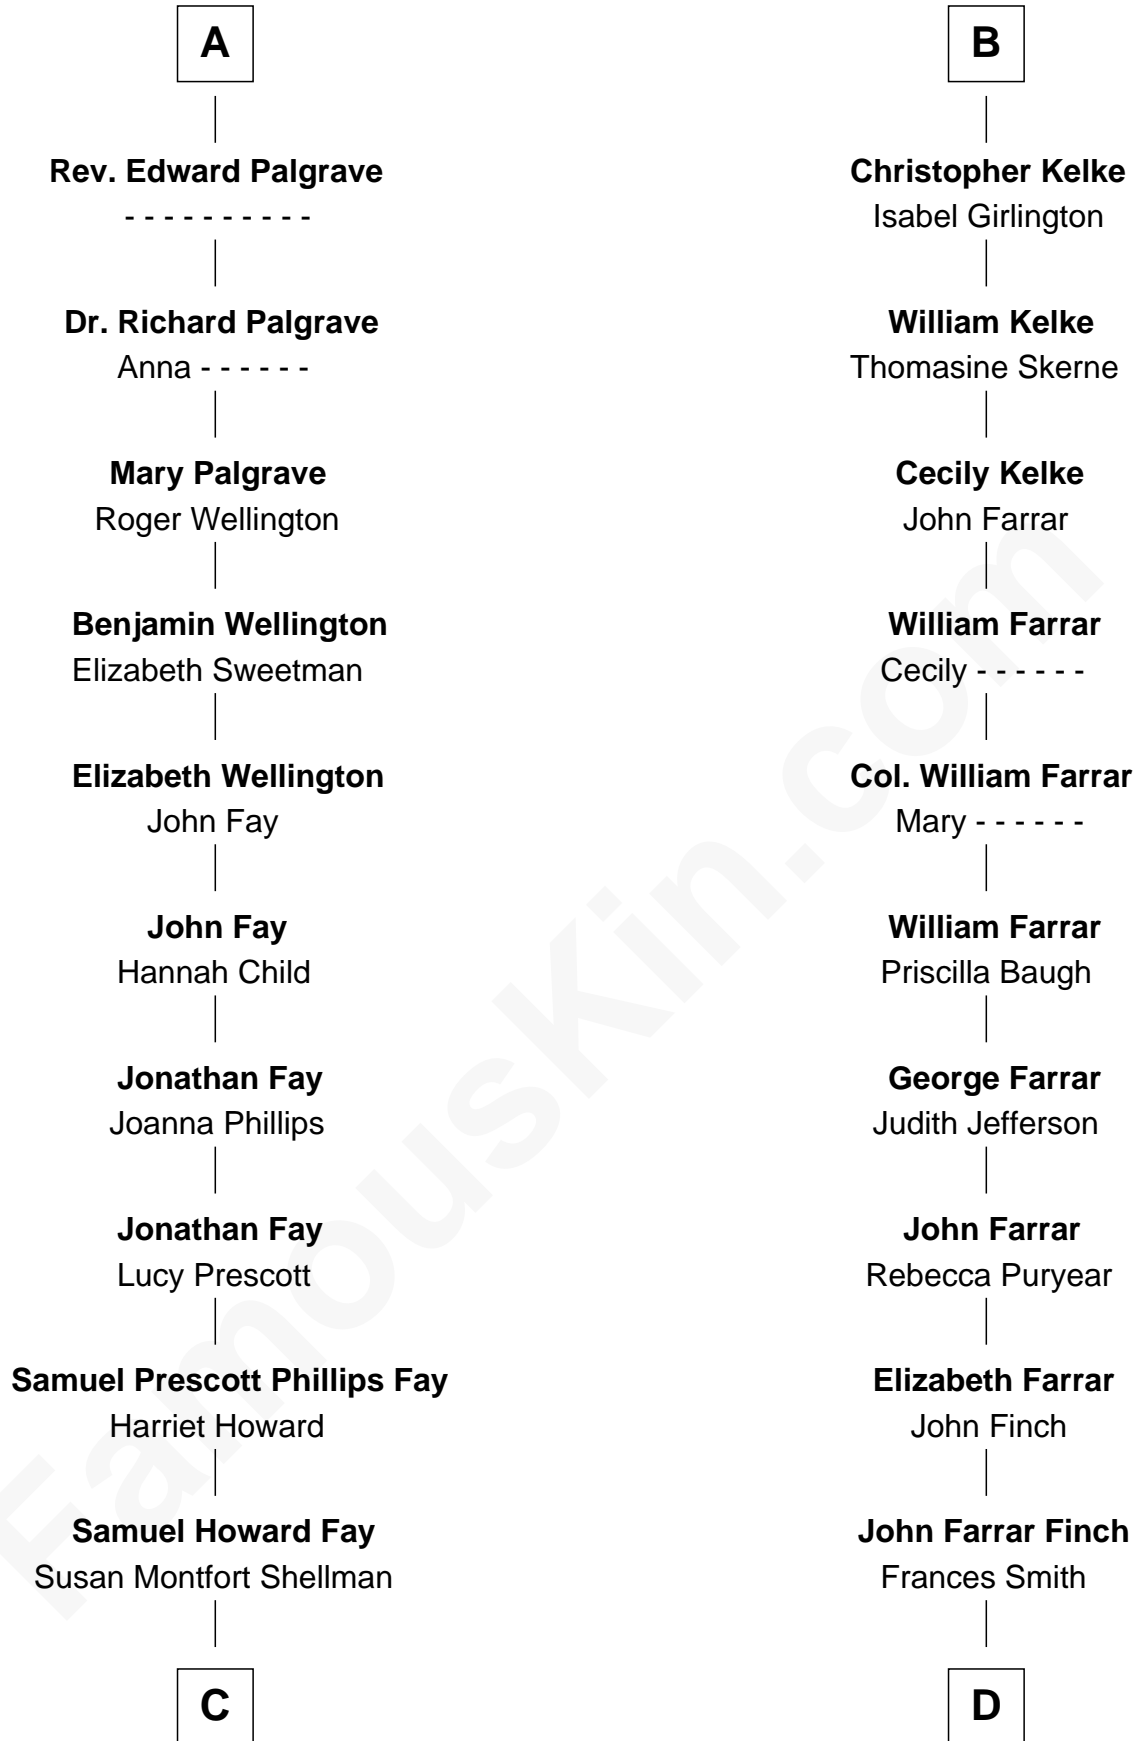 A
Rev. Edward Palgrave
- - - - - - - - - -
Dr. Richard Palgrave
Anna - - - - - -
Mary Palgrave
Roger Wellington
Benjamin Wellington
Elizabeth Sweetman
Elizabeth Wellington
John Fay
John Fay
Hannah Child
Jonathan Fay
Joanna Phillips
Jonathan Fay
Lucy Prescott
Samuel Prescott Phillips Fay
Harriet Howard
Samuel Howard Fay
Susan Montfort Shellman
C
B
Christopher Kelke
Isabel Girlington
William Kelke
Thomasine Skerne
Cecily Kelke
John Farrar
William Farrar
Cecily - - - - - -
Col. William Farrar
Mary - - - - - -
William Farrar
Priscilla Baugh
George Farrar
Judith Jefferson
John Farrar
Rebecca Puryear
Elizabeth Farrar
John Finch
John Farrar Finch
Frances Smith
D
FamousKin.com